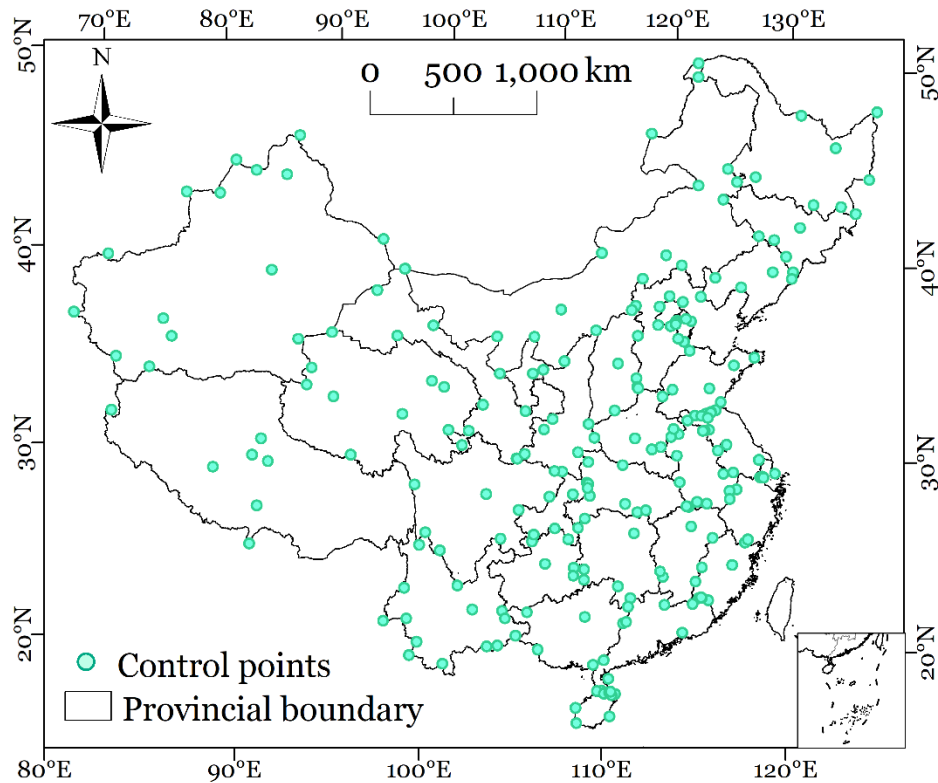 70°E 80°E 90°E 100°E 110°E 120°E 130°E
50°N
50°N
N
0 500 1,000 km
40°N
40°N
30°N
30°N
20°N
20°N
Control points
Provincial boundary
80°E 90°E 100°E 110°E 120°E